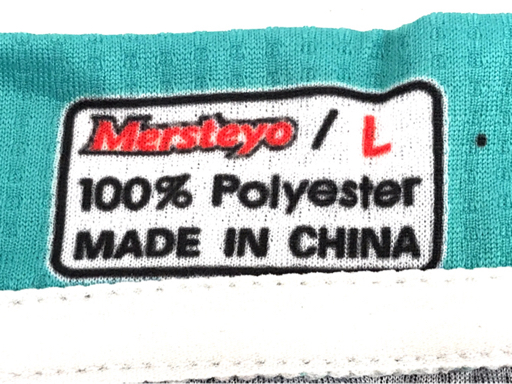 Mersteyo / L
100% Polyester
MADE IN CHINA